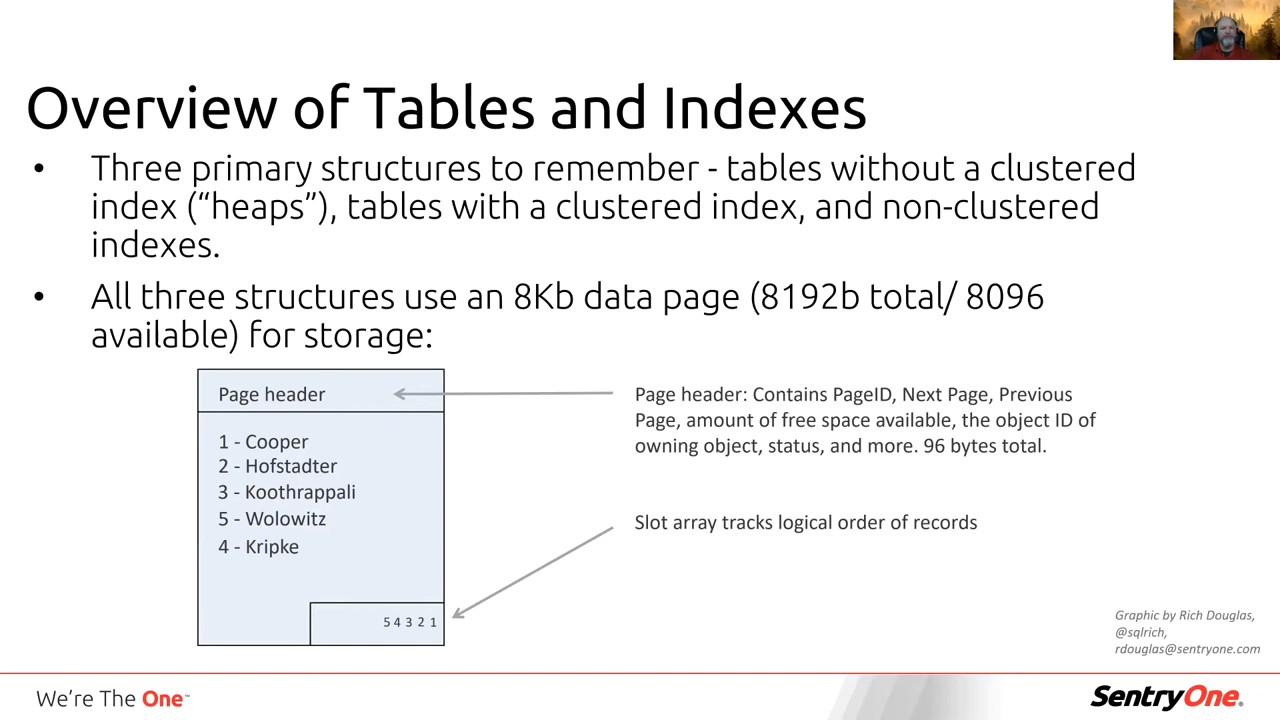 Overview of Tables and Indexes
• Three primary structures to remember - tables without a clustered
index (“heaps”), tables with a clustered index, and non-clustered
indexes.
• All three structures use an 8Kb data page (8192b total/ 8096
available) for storage:
Page header
1 - Cooper
2 - Hofstadter
3 - Koothrappali
5 - Wolowitz
4 - Kripke
5 4 3 2 1
Page header: Contains PageID, Next Page, Previous
Page, amount of free space available, the object ID of
owning object, status, and more. 96 bytes total.
Slot array tracks logical order of records
Graphic by Rich Douglas,
@sqlrich,
rdouglas@sentryone.com
We’re The One™
SentryOne®